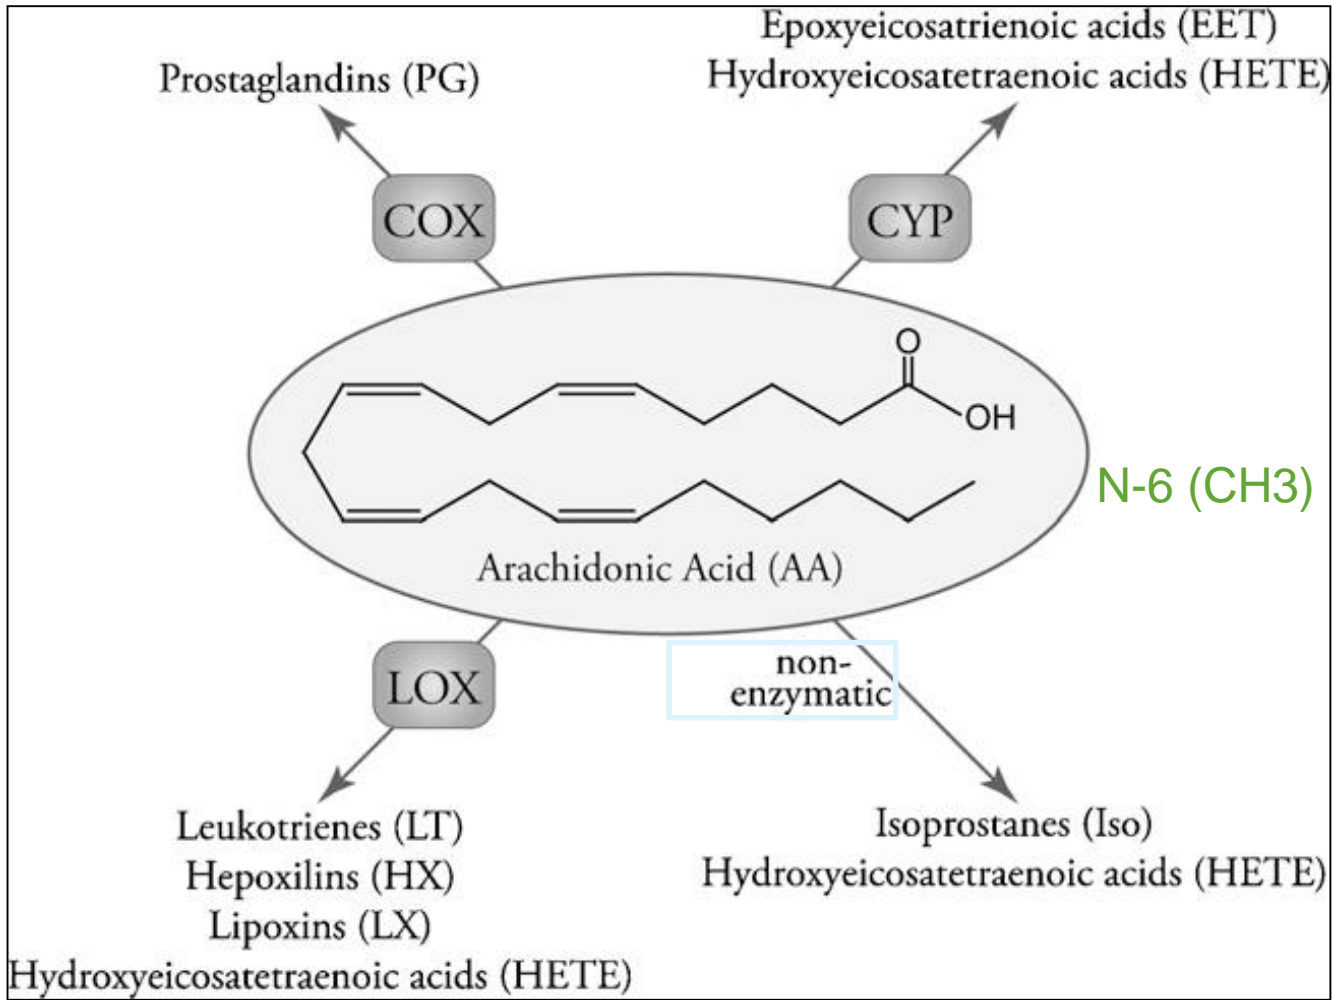 Epoxyeicosatrienoic acids (EET)
Prostaglandins (PG)
Hydroxyeicosatetraenoic acids (HETE)
COX
CYP
O
OH
N-6 (CH3)
Arachidonic Acid (AA)
LOX
non-
enzymatic
Leukotrienes (LT)
Hepoxilins (HX)
Lipoxins (LX)
Hydroxyeicosatetraenoic acids (HETE)
Isoprostanes (Iso)
Hydroxyeicosatetraenoic acids (HETE)